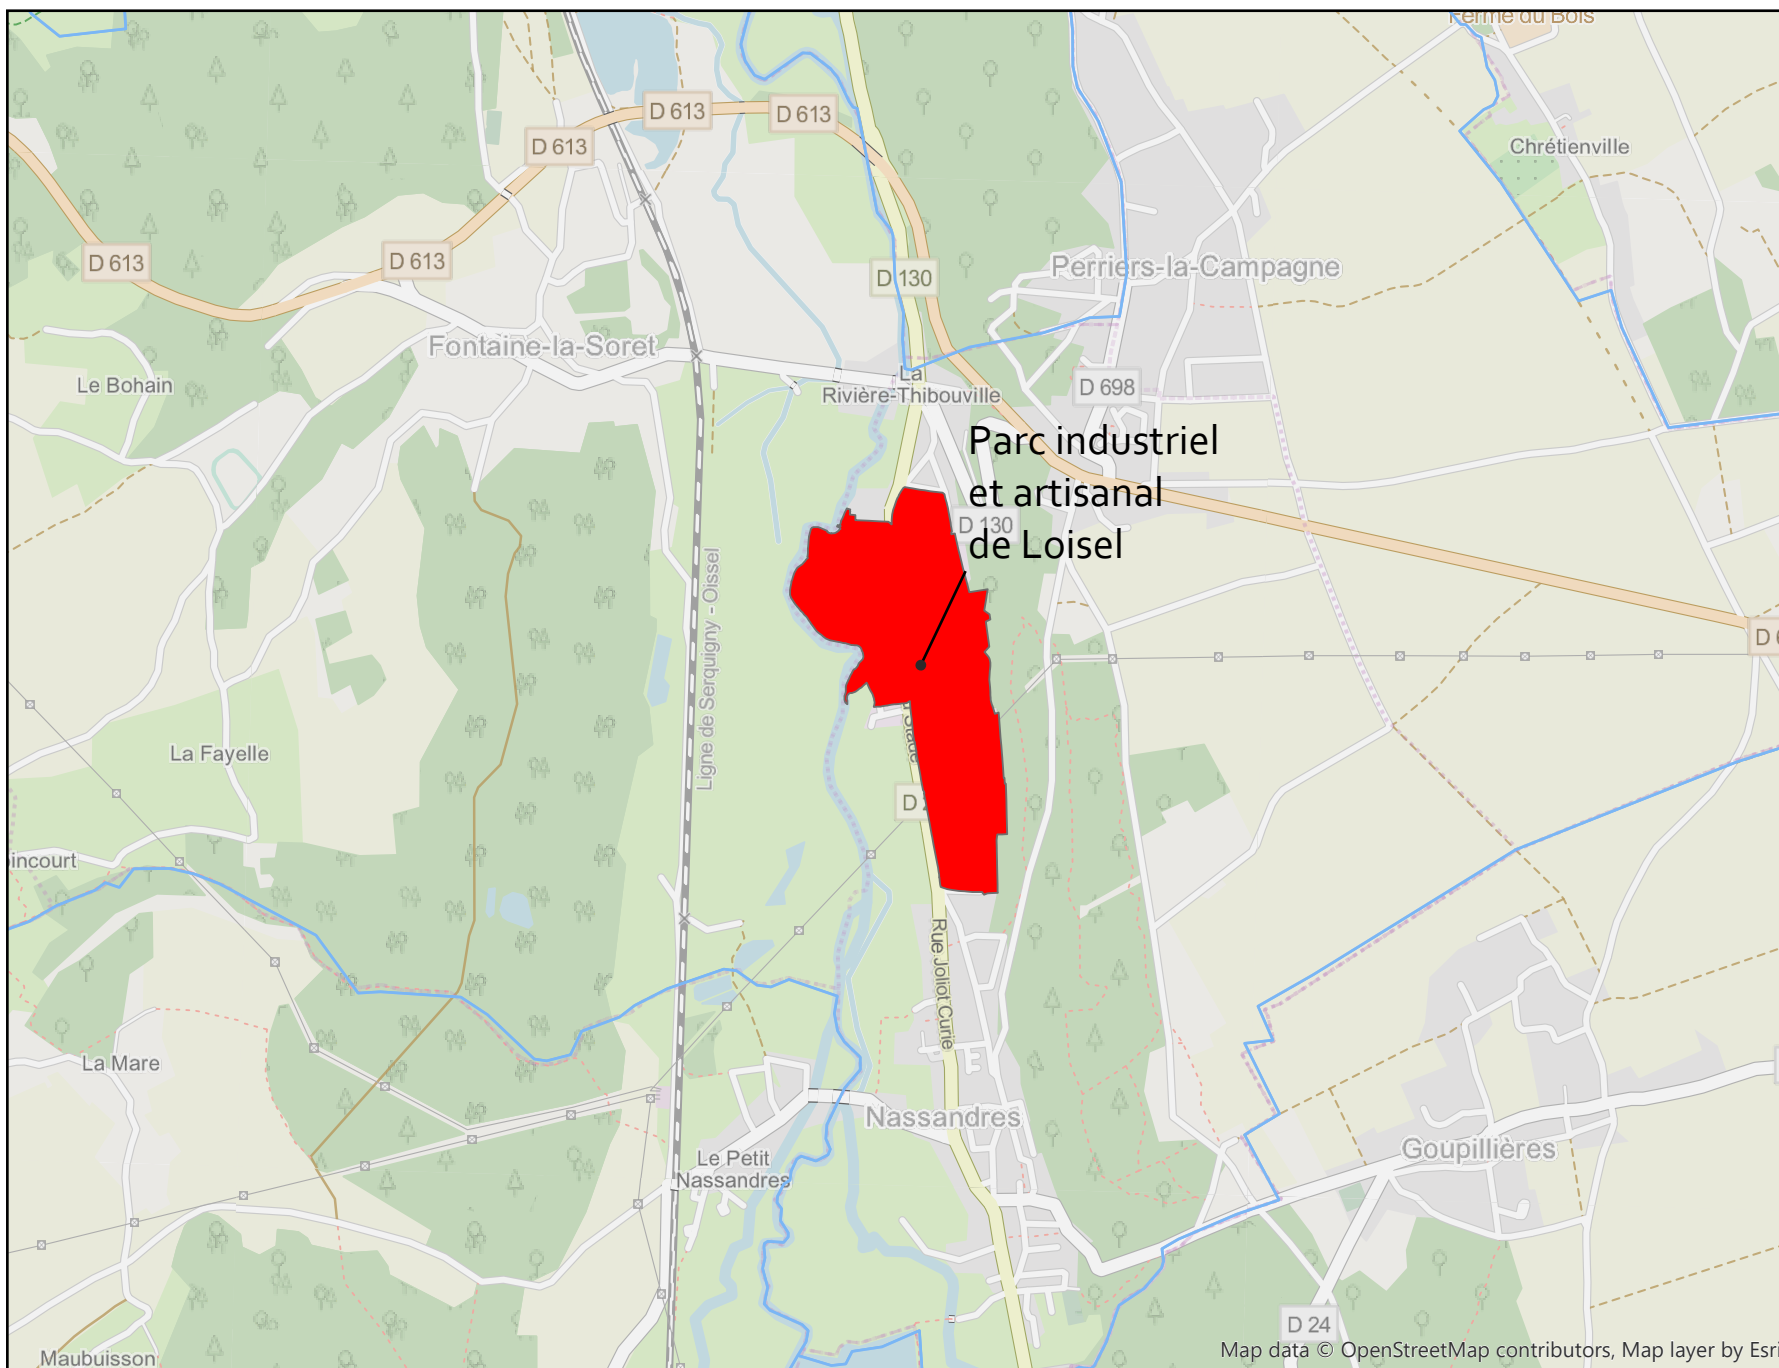 Ferme du Bois
D 613
D 613
D 613
Chrétienville
D 613
D 613
D 130
Perriers-la-Campagne
Fontaine-la-Soret
Le Bohain
La
Rivière-Thibouville
D 698
Parc industriel
et artisanal
de Loisel
D 130
Ligne de Serquigny - Oissel
La Fayelle
Stade
D
Rue Joliot Curie
La Mare
Nassandres
Le Petit
Nassandres
Goupillières
D 24
Maubuisson
Map data © OpenStreetMap contributors, Map layer by Esri